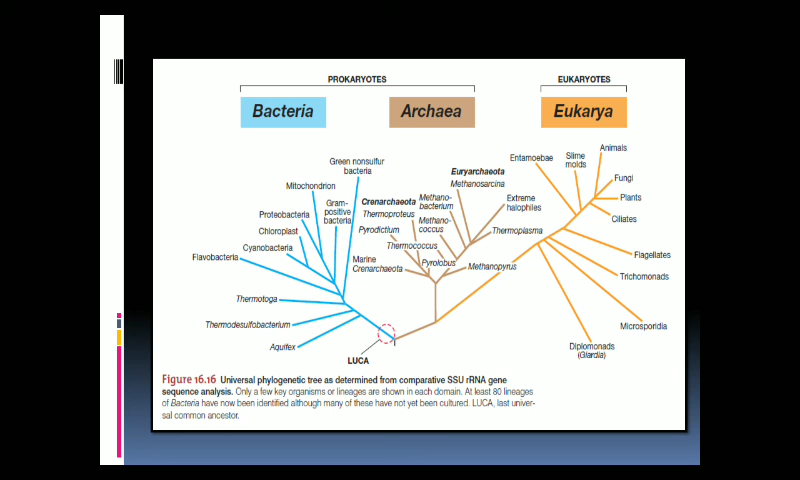 PROKARYOTES
EUKARYOTES
Bacteria
Archaea
Eukarya
Green nonsulfur
bacteria
Mitochondrion
Gram-
positive
bacteria
Proteobacteria
Chloroplast
Cyanobacteria
Flavobacteria
Thermotoga
Thermodesulfobacterium
Aquifex
Crenarchaeota
Thermoproteus
Pyrodictium
Thermococcus
Marine
Crenarchaeota
Pyrolobus
Methano-
bacterium
Methano-
coccus
Euryarchaeota
Methanosarcina
Extreme
halophiles
Thermoplasma
Methanopyrus
Entamoebae
Slime
molds
Animals
Fungi
Plants
Ciliates
Flagellates
Trichomonads
Microsporidia
Diplomonads
(Giardia)
LUCA
Figure 16.16 Universal phylogenetic tree as determined from comparative SSU rRNA gene
sequence analysis. Only a few key organisms or lineages are shown in each domain. At least 80 lineages
of Bacteria have now been identified although many of these have not yet been cultured. LUCA, last univer-
sal common ancestor.